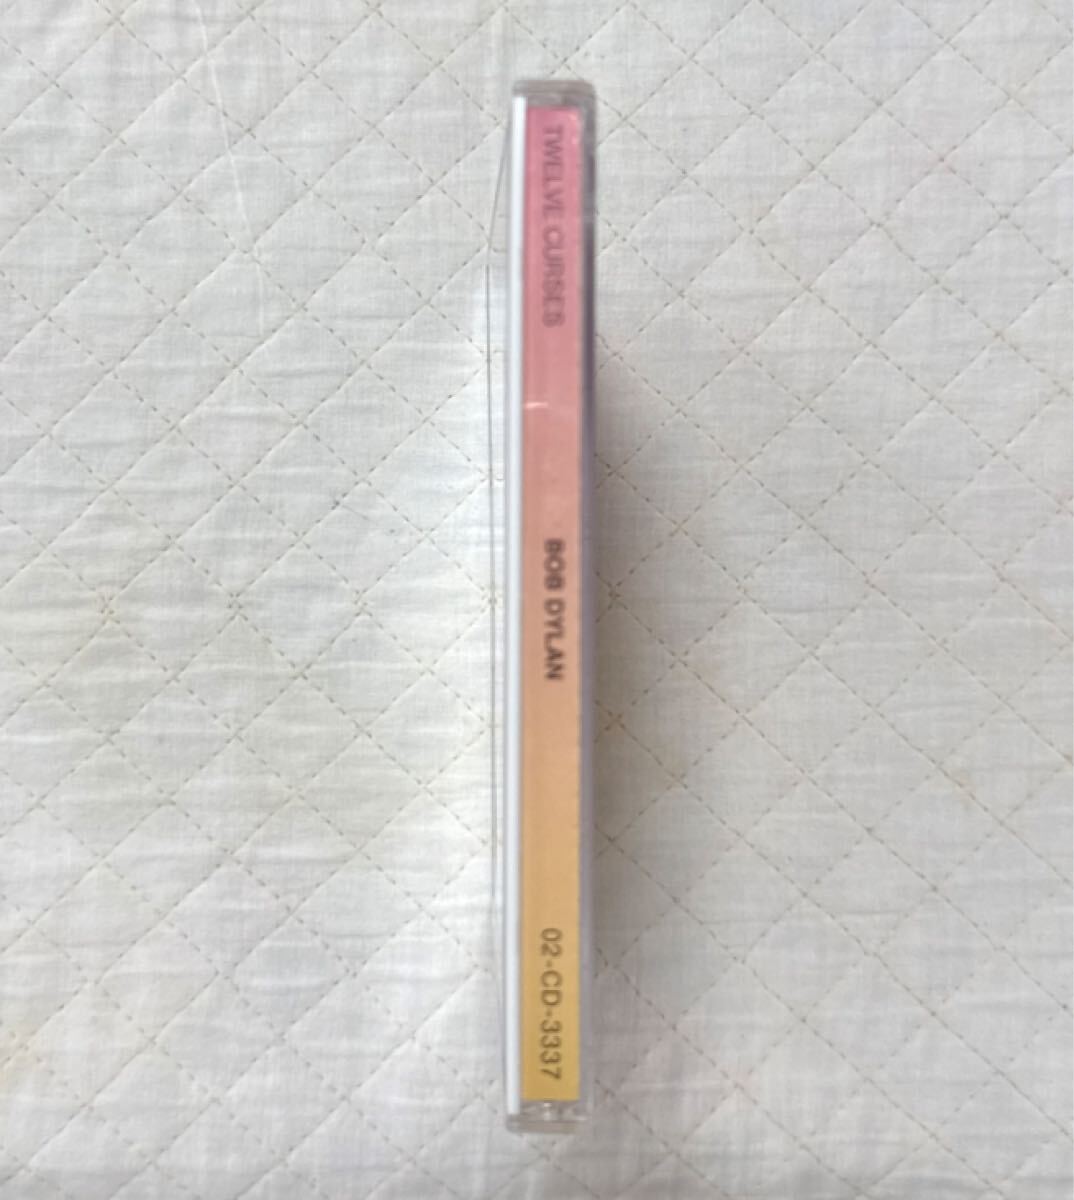 TWELVE CURSES
BOB DYLAN
02-CD-3337